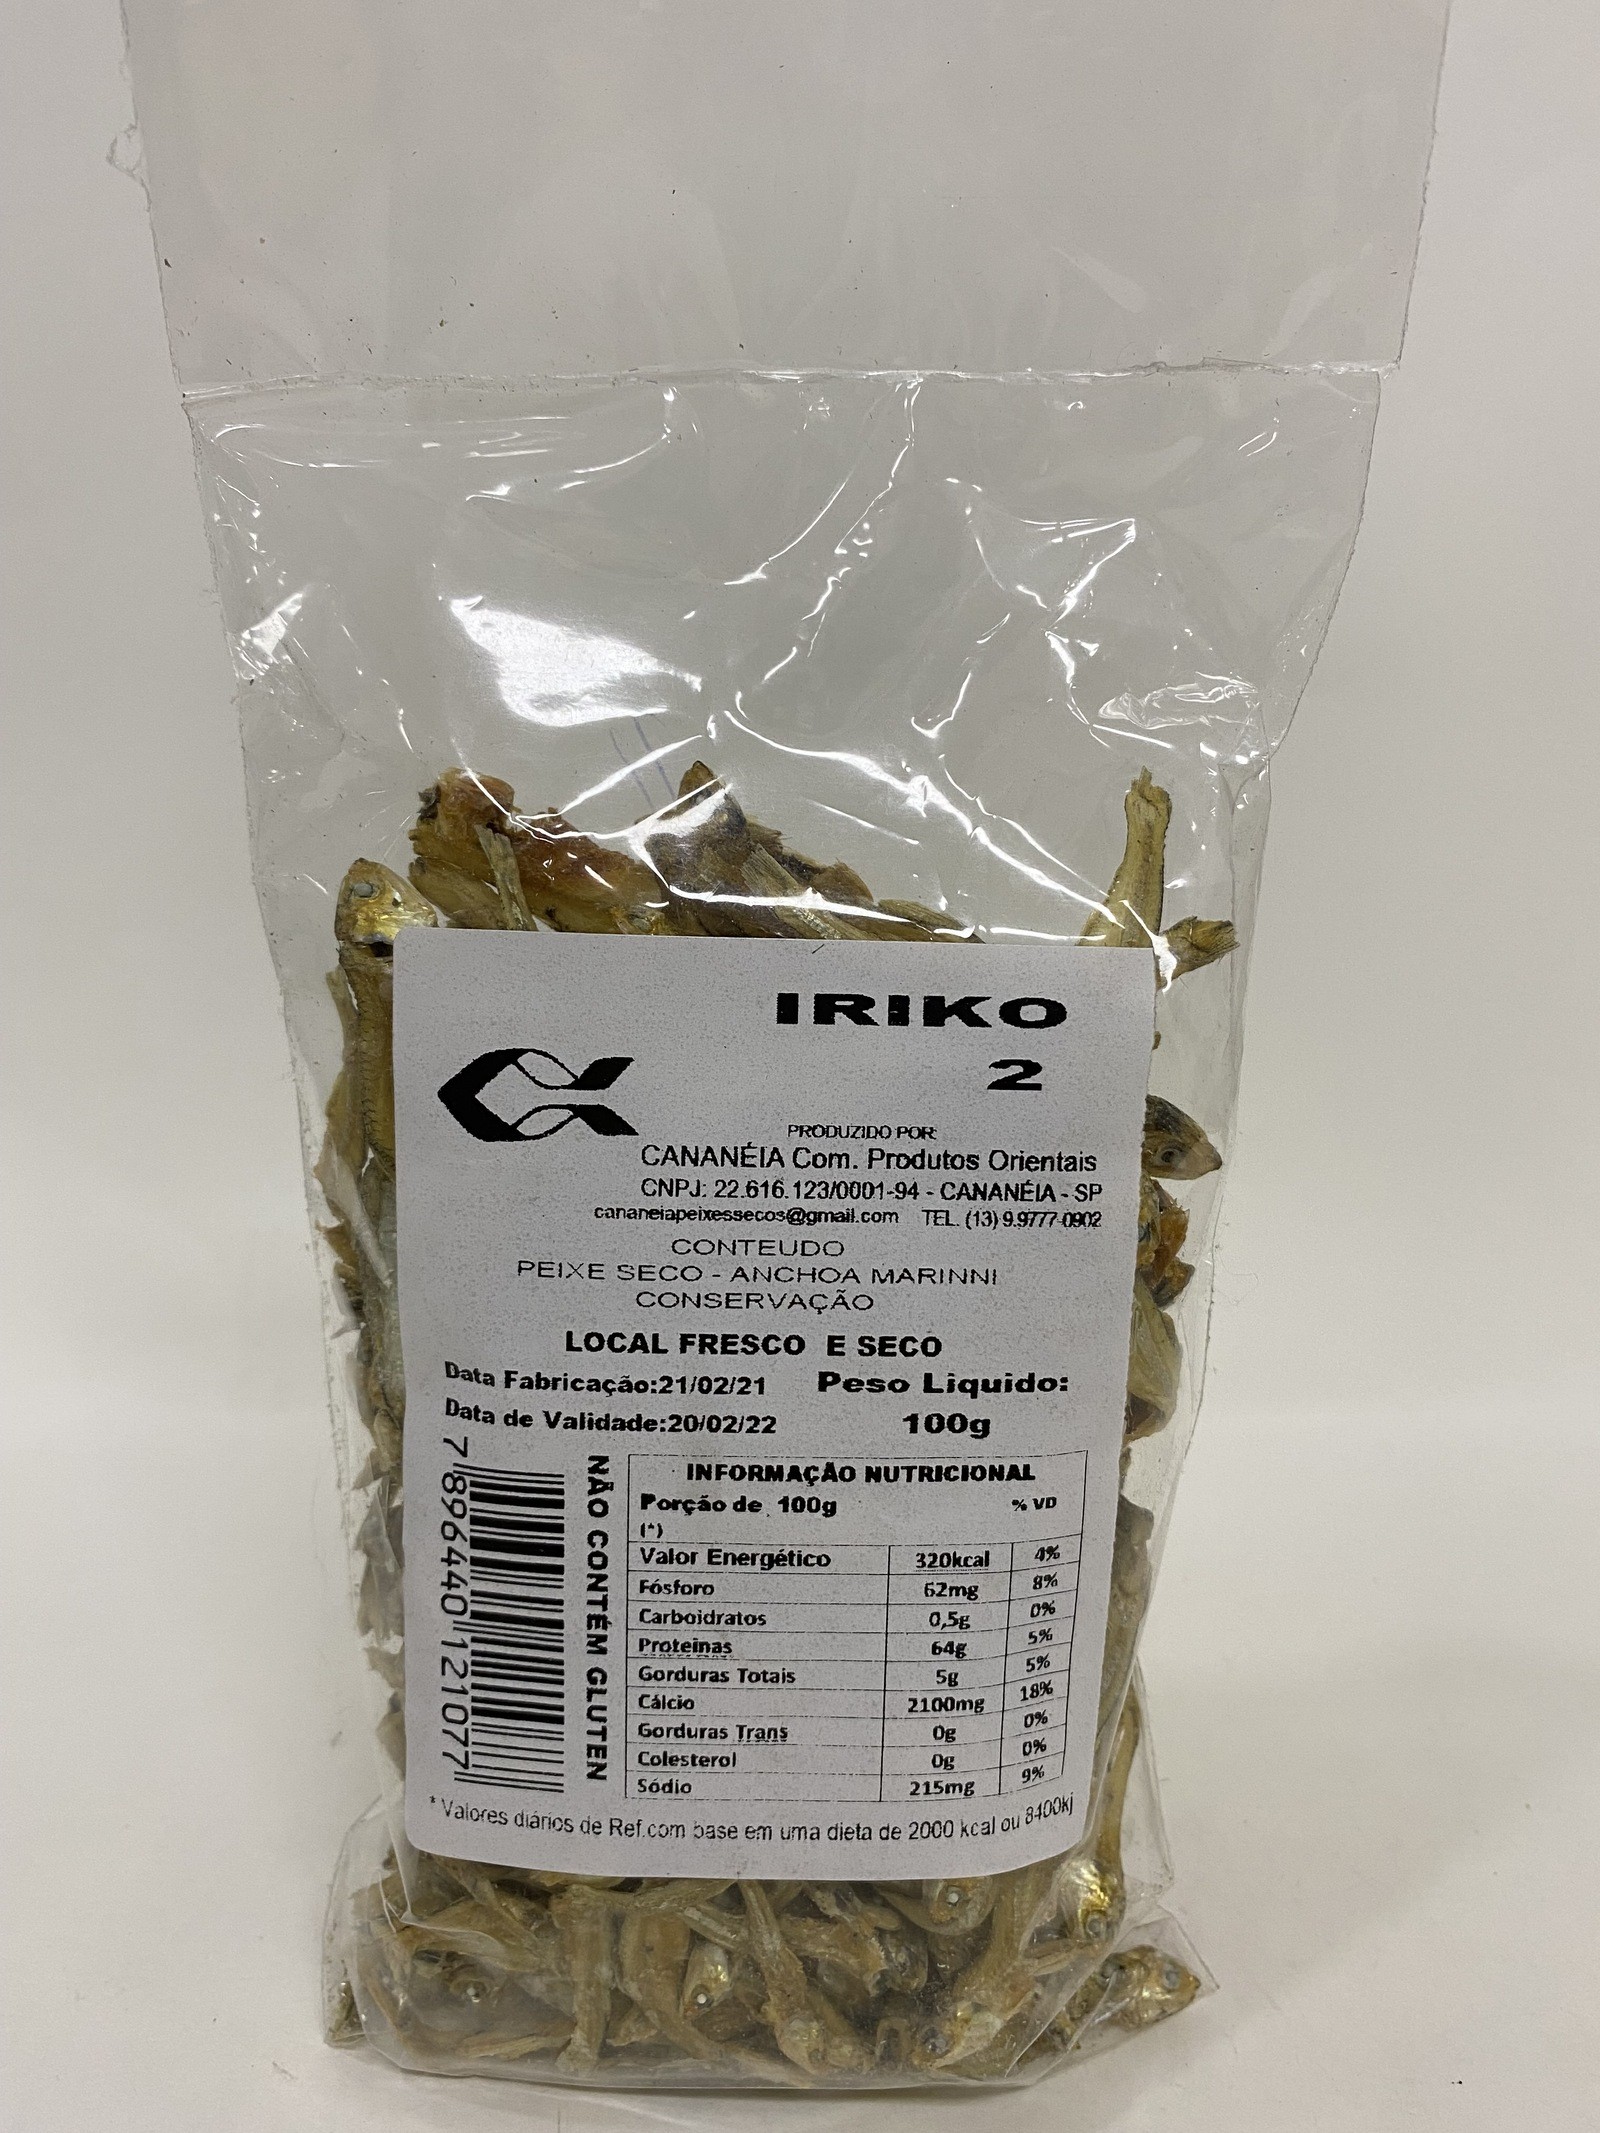 IRIKO
2
PRODUZIDO POR:
CANANÉIA Com. Produtos Orientais
CNPJ: 22.616.123/0001-94 - CANANÉIA - SP
cananeiapeixessecos@gmail.com TEL. (13) 9.9777-0902
CONTEUDO
PEIXE SECO - ANCHOA MARINNI
CONSERVAÇÃO
LOCAL FRESCO E SECO
Data Fabricação:21/02/21 Peso Liquido:
Data de Validade:20/02/22 100g
7 896440 121077
NÃO CONTÉM GLUTEN
INFORMAÇÃO NUTRICIONAL
Porção de 100g % VD
(*)
Valor Energético 320kcal 4%
Fósforo 62mg 8%
Carboidratos 0,5g 0%
Proteinas 64g 5%
Gorduras Totais 5g 5%
Cálcio 2100mg 18%
Gorduras Trans 0g 0%
Colesterol 0g 0%
Sódio 215mg 9%
* Valores diários de Ref.com base em uma dieta de 2000 kcal ou 8400kj